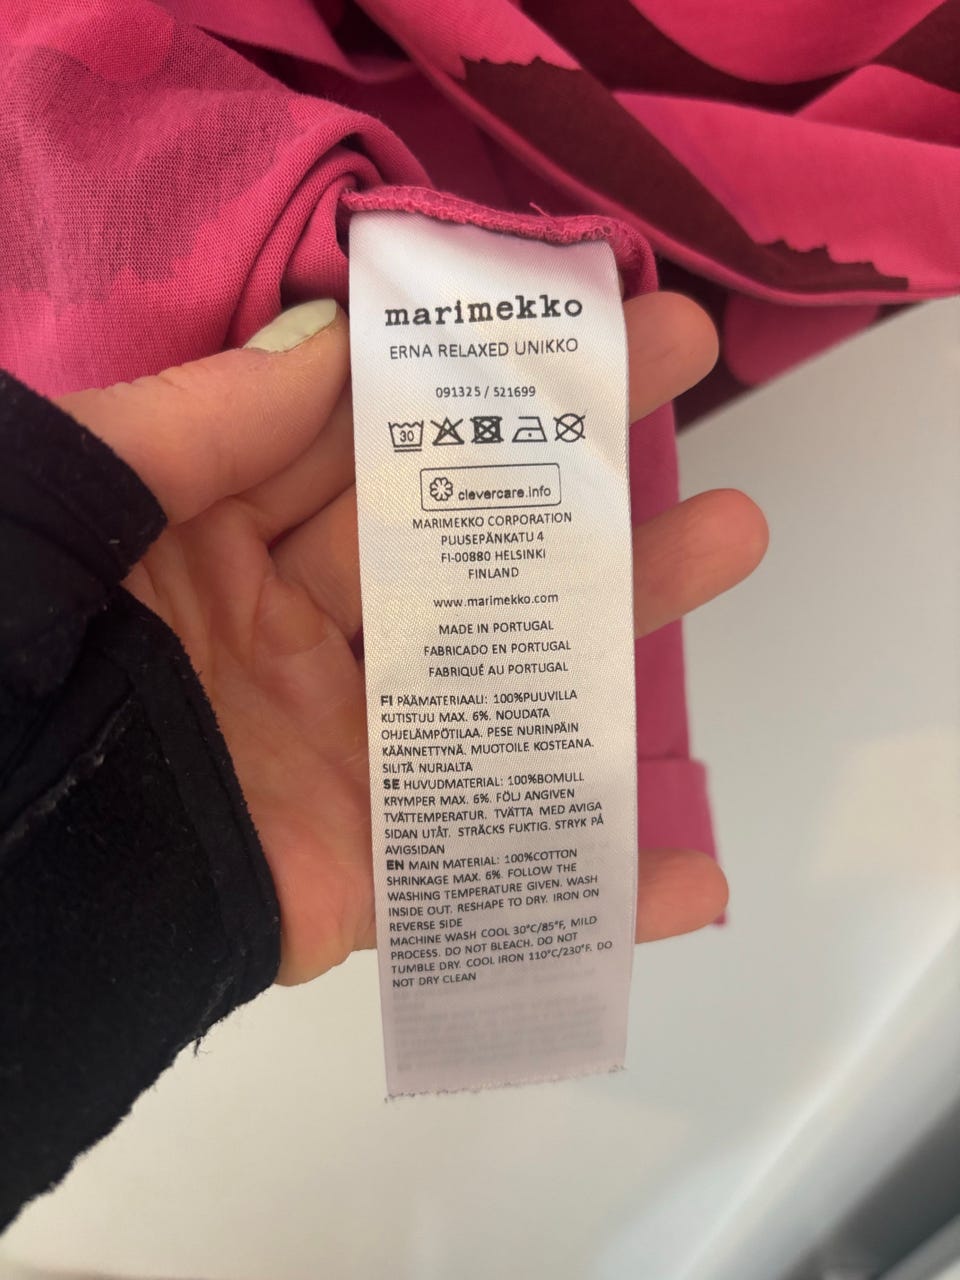 marimekko
ERNA RELAXED UNIKKO
091325 / 521699
30
clevercare.info
MARIMEKKO CORPORATION
PUUSEPÄNKATU 4
FI-00880 HELSINKI
FINLAND
www.marimekko.com
MADE IN PORTUGAL
FABRICADO EN PORTUGAL
FABRIQUÉ AU PORTUGAL
FI PÄÄMATERIAALI: 100%PUUVILLA
KUTISTUU MAX. 6%. NOUDATA
OHJELÄMPÖTILAA. PESE NURINPÄIN
KÄÄNNETTYNÄ. MUOTOILE KOSTEANA.
SILITÄ NURJALTA
SE HUVUDMATERIAL: 100%BOMULL
KRYMPER MAX. 6%. FÖLJ ANGIVEN
TVÄTTEMPERATUR. TVÄTTA MED AVIGA
SIDAN UTÅT. STRÄCKS FUKTIG. STRYK PÅ
AVIGSIDAN
EN MAIN MATERIAL: 100%COTTON
SHRINKAGE MAX. 6%. FOLLOW THE
WASHING TEMPERATURE GIVEN. WASH
INSIDE OUT. RESHAPE TO DRY. IRON ON
REVERSE SIDE
MACHINE WASH COOL 30°C/85°F, MILD
PROCESS. DO NOT BLEACH. DO NOT
TUMBLE DRY. COOL IRON 110°C/230°F. DO
NOT DRY CLEAN